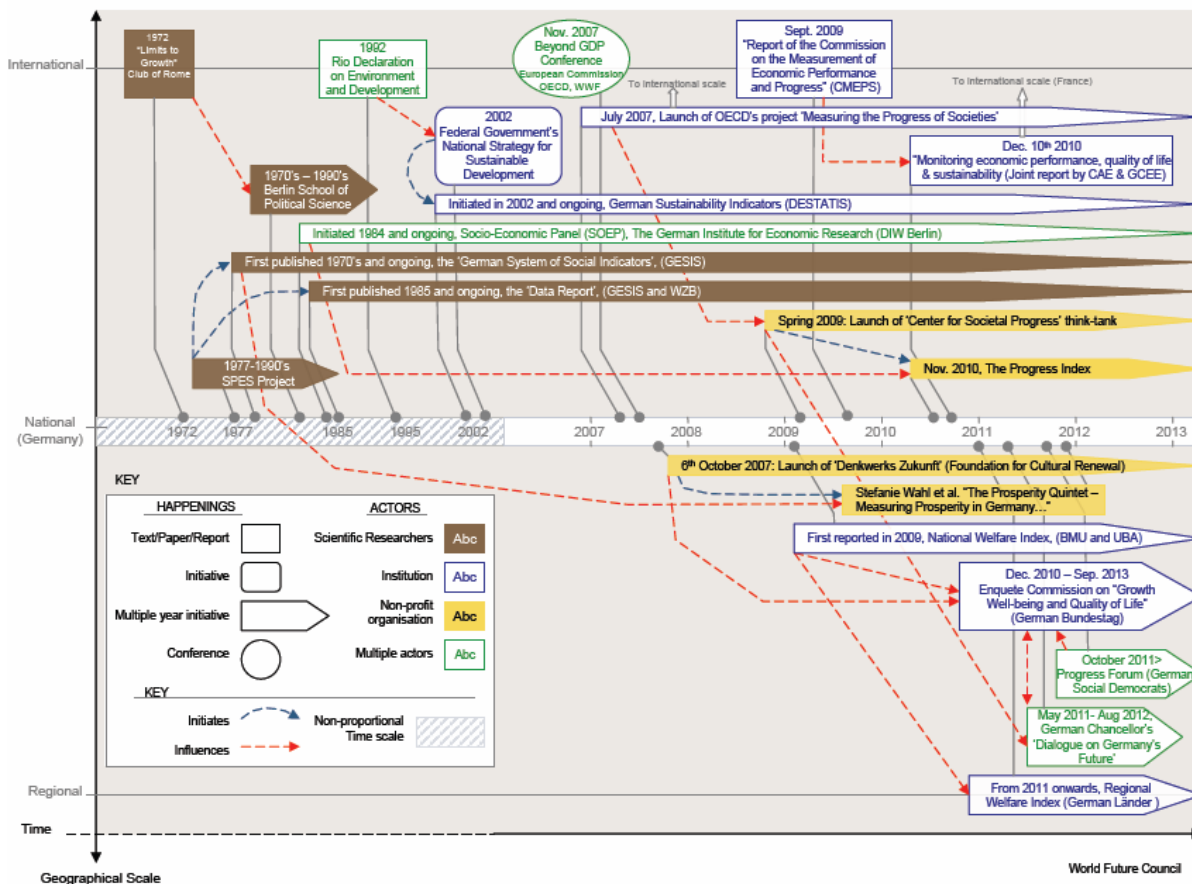 1972
"Limits to
Growth"
Club of Rome
1992
Rio Declaration
on Environment
and Development
Nov. 2007
Beyond GDP
Conference
European Commission
OECD, WWF
Sept. 2009
"Report of the Commission
on the Measurement of
Economic Performance
and Progress" (CMEPS)
International
To International scale
To International scale (France)
2002
Federal Government's
National Strategy for
Sustainable
Development
July 2007, Launch of OECD's project 'Measuring the Progress of Societies'
Dec. 10th 2010
"Monitoring economic performance, quality of life
& sustainability (Joint report by CAE & GCEE)
1970's – 1990's
Berlin School of
Political Science
Initiated in 2002 and ongoing, German Sustainability Indicators (DESTATIS)
Initiated 1984 and ongoing, Socio-Economic Panel (SOEP), The German Institute for Economic Research (DIW Berlin)
First published 1970's and ongoing, the 'German System of Social Indicators', (GESIS)
First published 1985 and ongoing, the 'Data Report', (GESIS and WZB)
Spring 2009: Launch of 'Center for Societal Progress' think-tank
1977-1990's
SPES Project
Nov. 2010, The Progress Index
National
(Germany)
1972 1977 1985 1995 2002 2007 2008 2009 2010 2011 2012 2013
6th October 2007: Launch of 'Denkwerks Zukunft' (Foundation for Cultural Renewal)
Stefanie Wahl et al. "The Prosperity Quintet –
Measuring Prosperity in Germany…"
First reported in 2009, National Welfare Index, (BMU and UBA)
Dec. 2010 – Sep. 2013
Enquete Commission on "Growth
Well-being and Quality of Life"
(German Bundestag)
October 2011>
Progress Forum (German
Social Democrats)
May 2011- Aug 2012,
German Chancellor's
'Dialogue on Germany's
Future'
From 2011 onwards, Regional
Welfare Index (German Länder )
KEY
HAPPENINGS
ACTORS
Text/Paper/Report
Scientific Researchers
Abc
Initiative
Institution
Abc
Multiple year initiative
Non-profit
organisation
Abc
Conference
Multiple actors
Abc
KEY
Initiates
Influences
Non-proportional
Time scale
Regional
Time
Geographical Scale
World Future Council